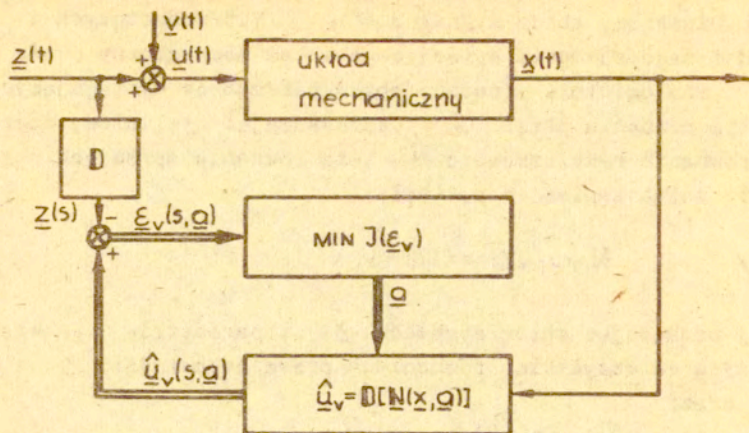 v(t)
z(t)
+
+
u(t)
układ
mechaniczny
x(t)
D
z(s)
−
+
ε_v(s,a)
MIN J(ε_v)
a
û_v(s,a)
û_v = D[N(x,a)]